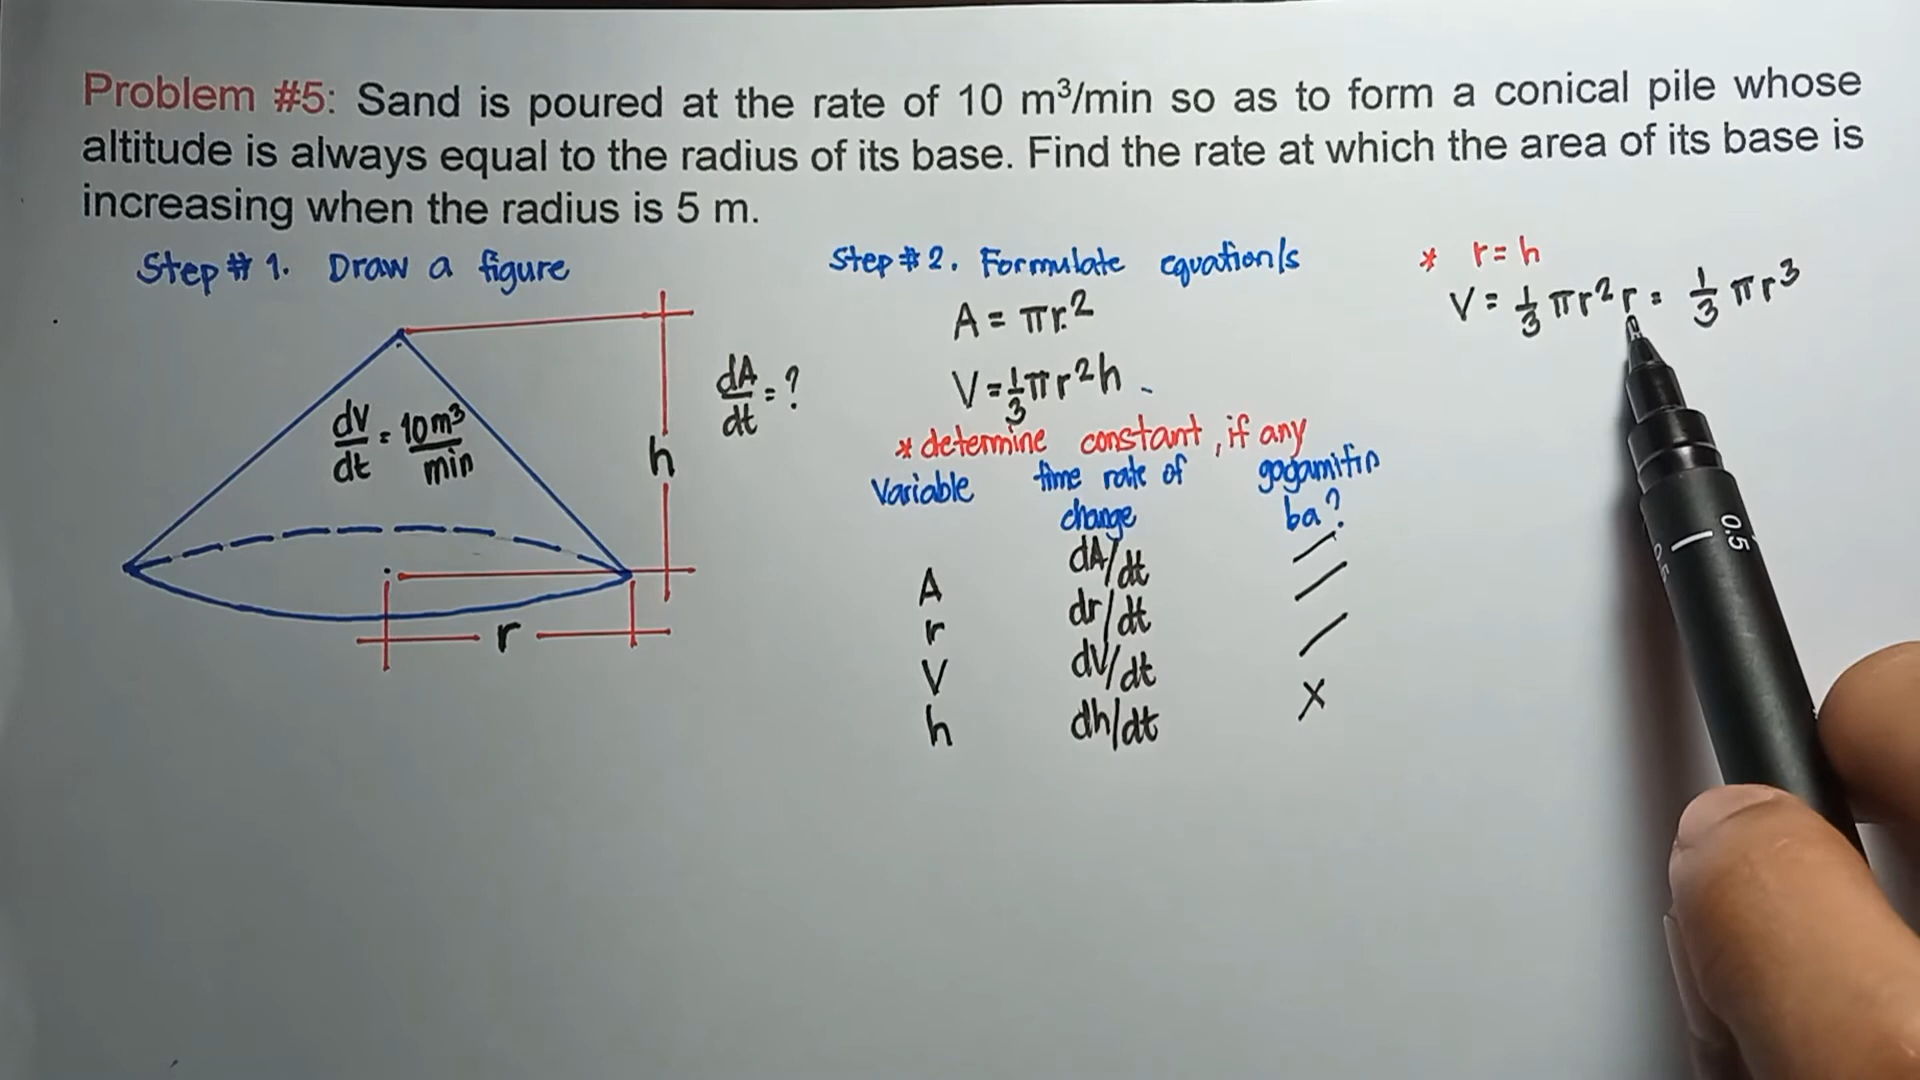 Problem #5: Sand is poured at the rate of 10 m³/min so as to form a conical pile whose
altitude is always equal to the radius of its base. Find the rate at which the area of its base is
increasing when the radius is 5 m.
Step # 1. Draw a figure
dV/dt = 10m³/min
h
r
dA/dt = ?
Step # 2. Formulate equation/s
A = πr²
V = 1/3 πr²h
* determine constant, if any
Variable time rate of change gagamitin ba?
A dA/dt /
r dr/dt /
V dV/dt /
h dh/dt x
* r = h
V = 1/3 πr²r = 1/3 πr³
0.5
0.5